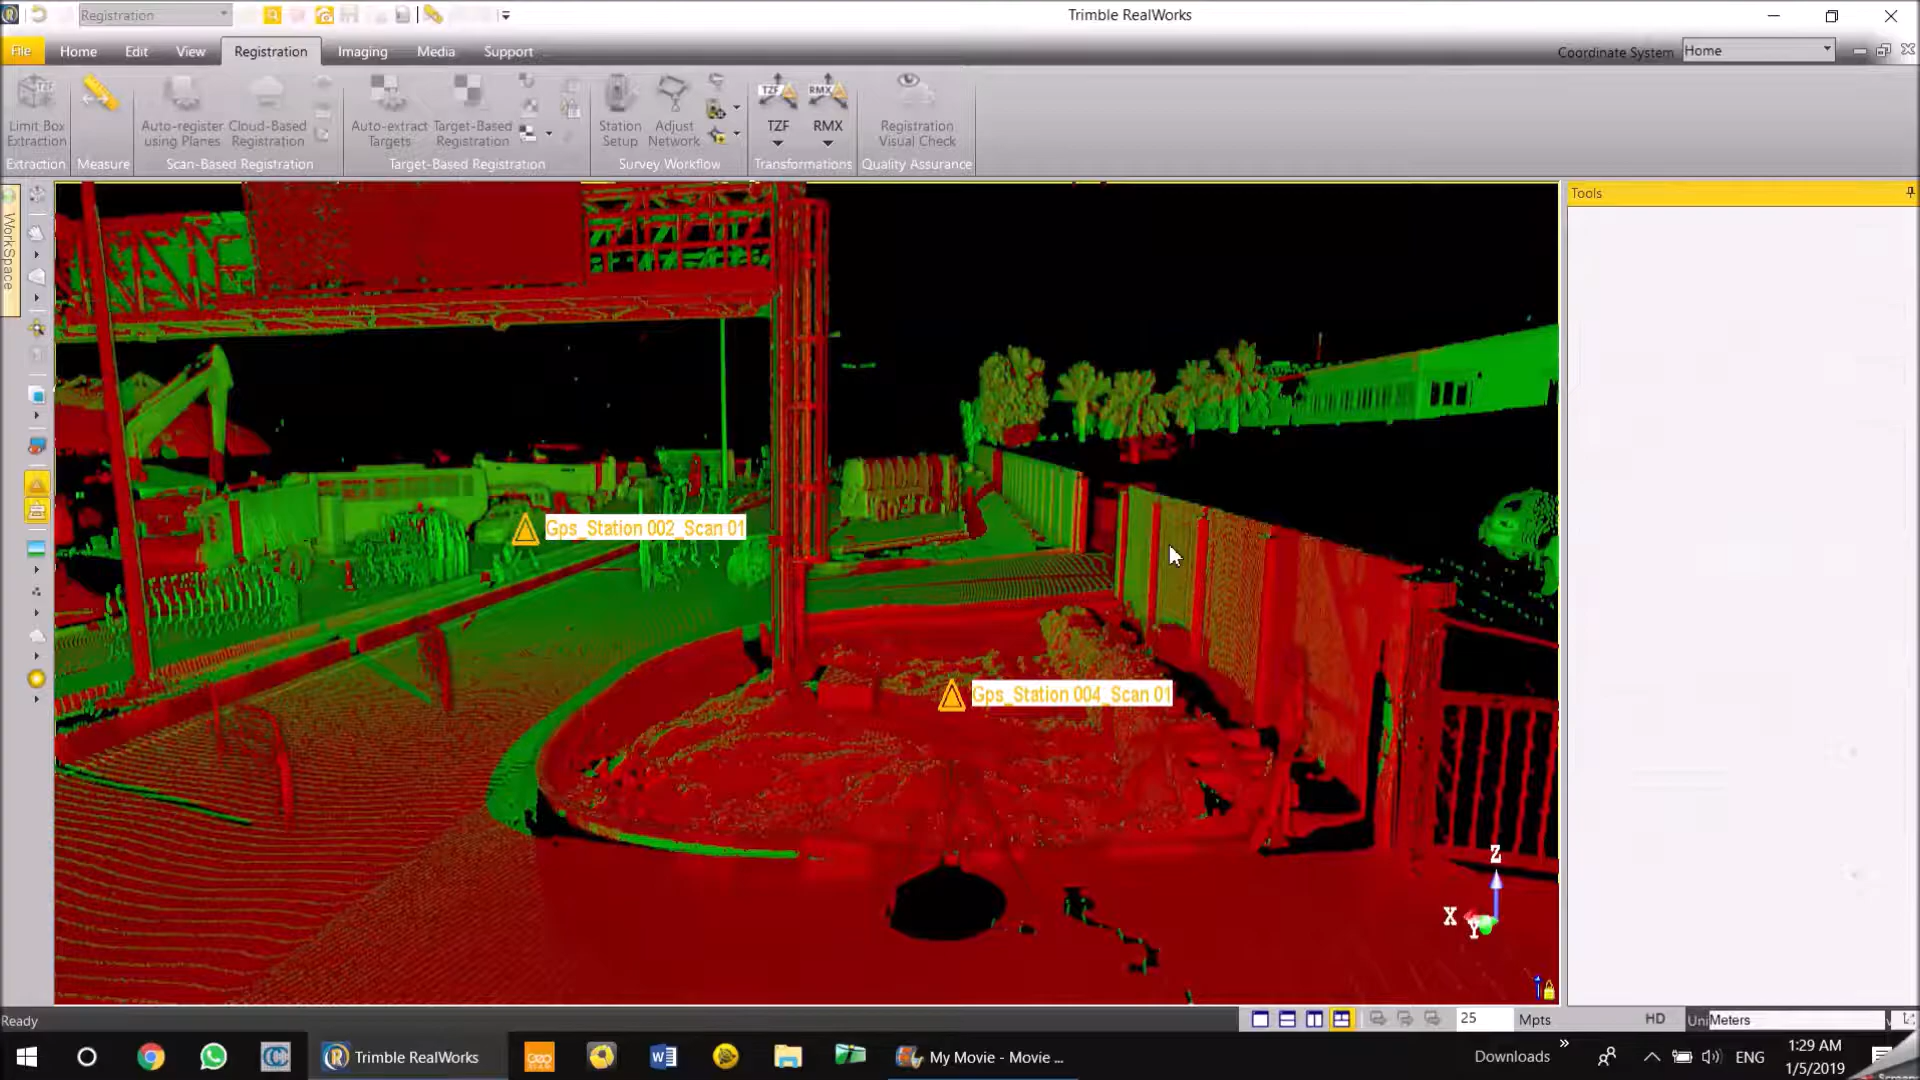 Registration
Trimble RealWorks
File
Home
Edit
View
Registration
Imaging
Media
Support
Coordinate System
Home
Limit Box
Extraction
Auto-register
using Planes
Cloud-Based
Registration
Auto-extract
Targets
Target-Based
Registration
Station
Setup
Adjust
Network
TZF
TZF
RMX
RMX
Registration
Visual Check
Extraction
Measure
Scan-Based Registration
Target-Based Registration
Survey Workflow
Transformations
Quality Assurance
WorkSpace
Tools
Gps_Station 002_Scan 01
Gps_Station 004_Scan 01
Z
X
Y
Ready
25
Mpts
HD
Uni
Meters
Trimble RealWorks
My Movie - Movie ...
Downloads
ENG
1:29 AM
1/5/2019